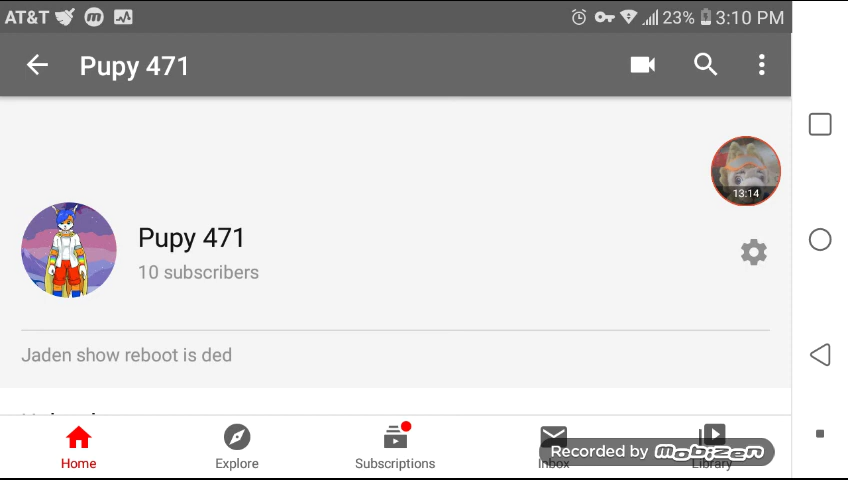 AT&T 23% 3:10 PM
Pupy 471
13:14
Pupy 471
10 subscribers
Jaden show reboot is ded
Home Explore Subscriptions Inbox Library
Recorded by mobizen